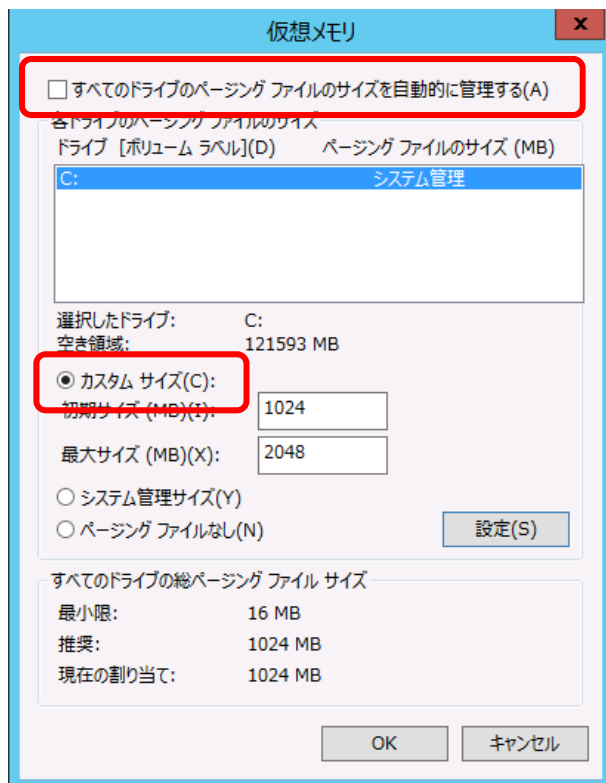 仮想メモリ
x
すべてのドライブのページング ファイルのサイズを自動的に管理する(A)
各ドライブのページング ファイルのサイズ
ドライブ [ボリューム ラベル](D) ページング ファイルのサイズ (MB)
C: システム管理
選択したドライブ: C:
空き領域: 121593 MB
カスタム サイズ(C):
初期サイズ (MB)(I): 1024
最大サイズ (MB)(X): 2048
システム管理サイズ(Y)
ページング ファイルなし(N) 設定(S)
すべてのドライブの総ページング ファイル サイズ
最小限: 16 MB
推奨: 1024 MB
現在の割り当て: 1024 MB
OK キャンセル